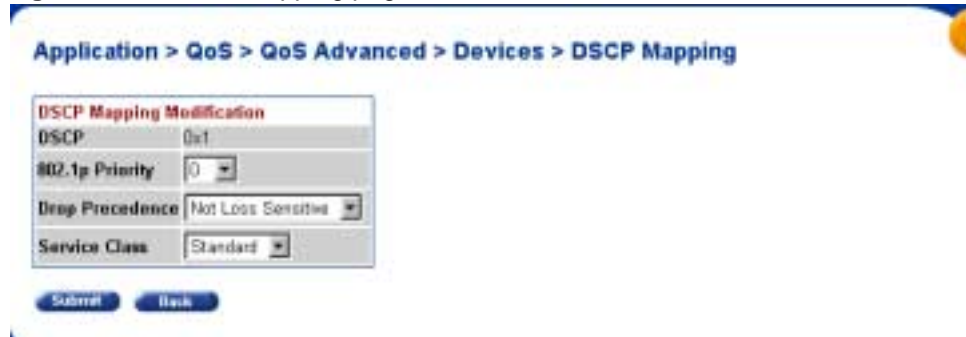 Application > QoS > QoS Advanced > Devices > DSCP Mapping
DSCP Mapping Modification
DSCP 0x1
802.1p Priority 0
Drop Precedence Not Loss Sensitive
Service Class Standard
Submit Back